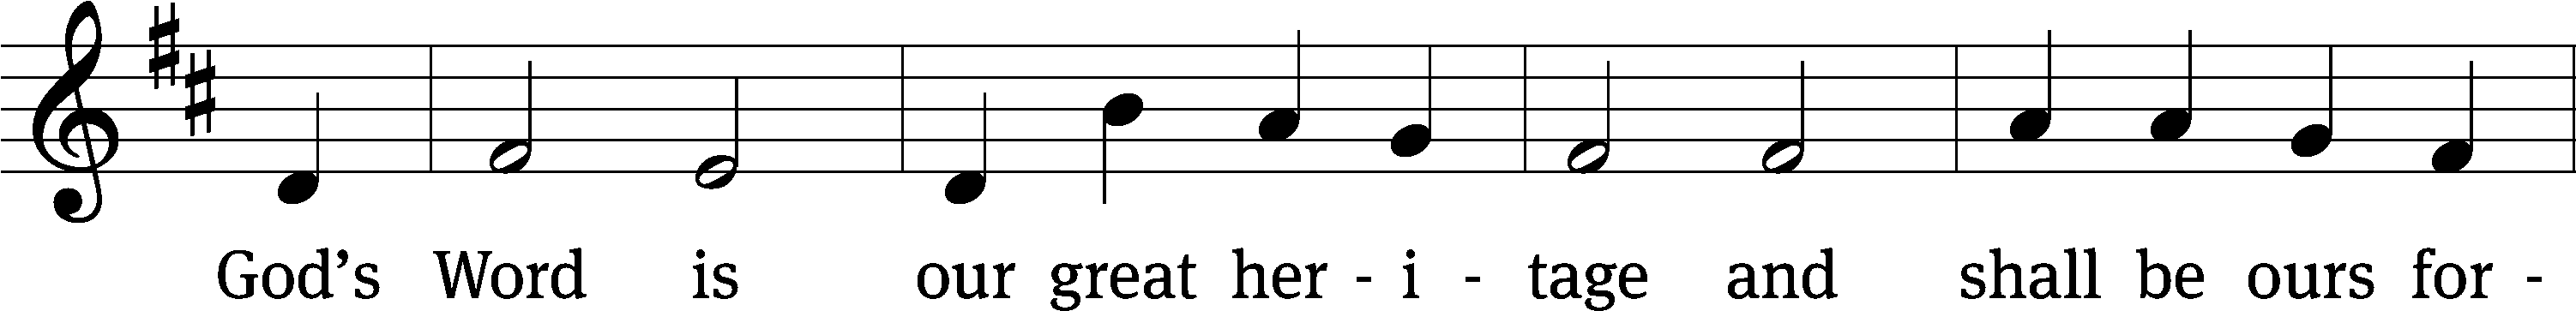 God’s Word is our great her - i - tage and shall be ours for -